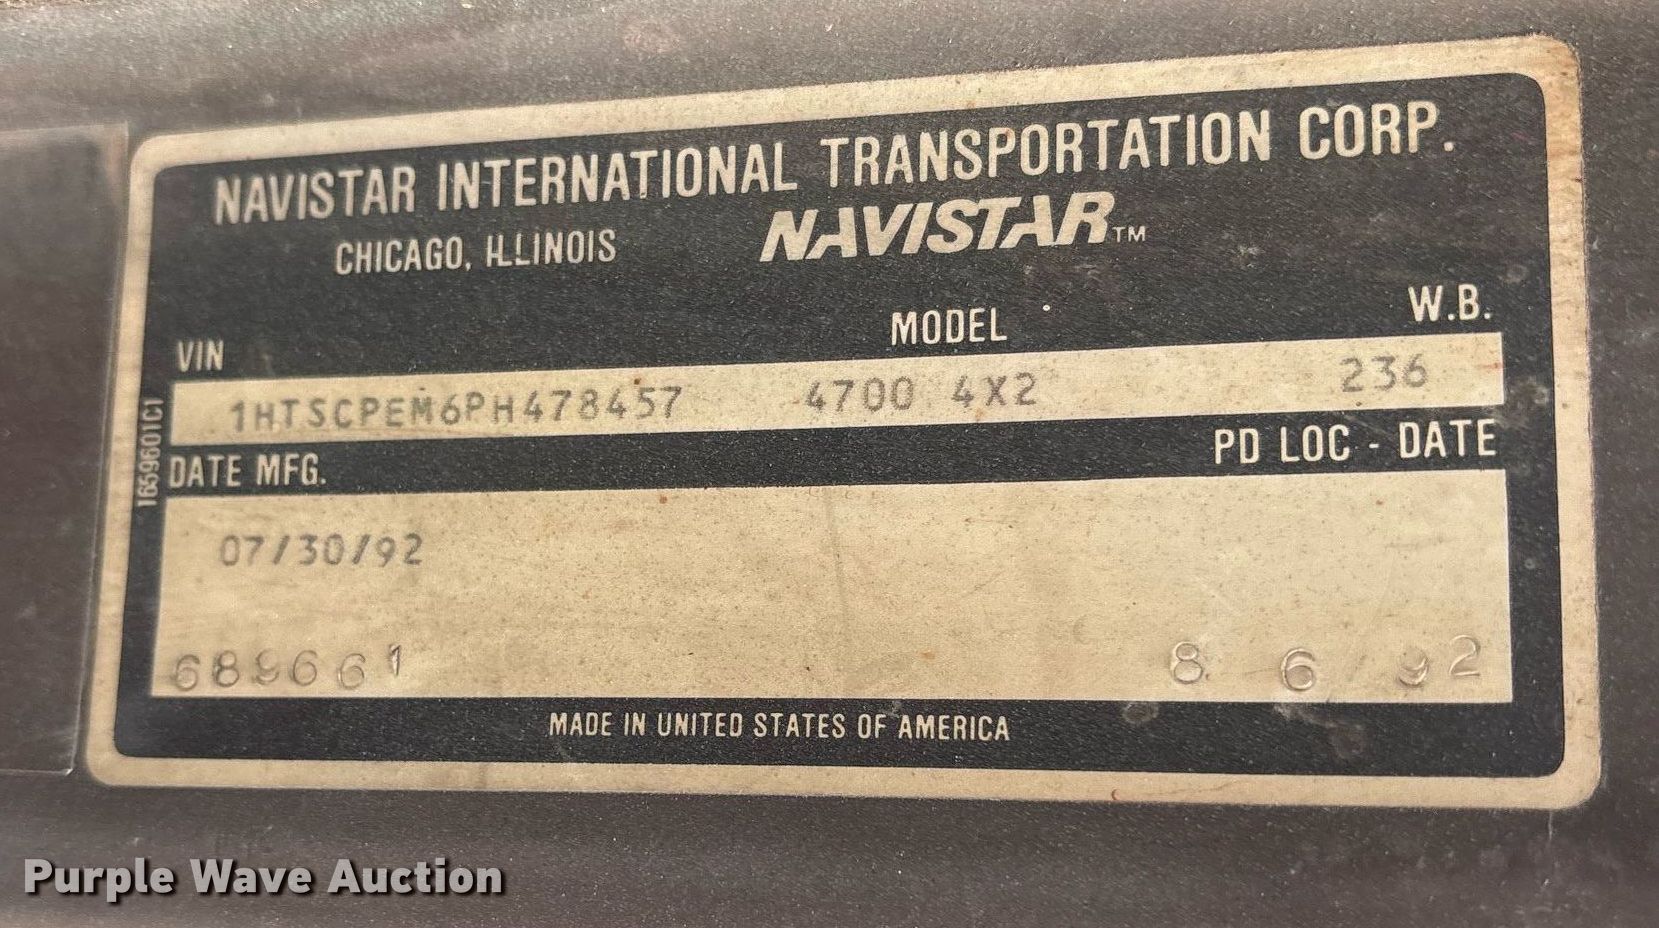 NAVISTAR INTERNATIONAL TRANSPORTATION CORP.
CHICAGO, ILLINOIS NAVISTAR™
VIN MODEL W.B.
1HTSCPEM6PH478457 4700 4X2 236
DATE MFG. PD LOC - DATE
07/30/92
689661 8 6 92
MADE IN UNITED STATES OF AMERICA
1659601C1
Purple Wave Auction